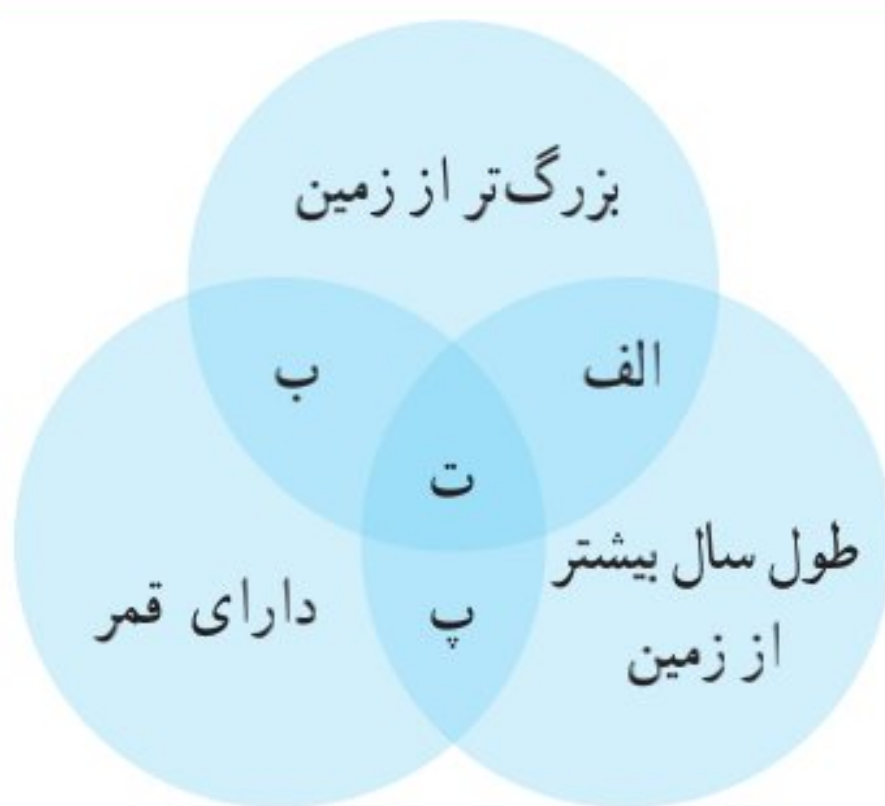 بزرگ‌تر از زمین
الف
ب
ت
طول سال بیشتر
از زمین
دارای قمر
پ